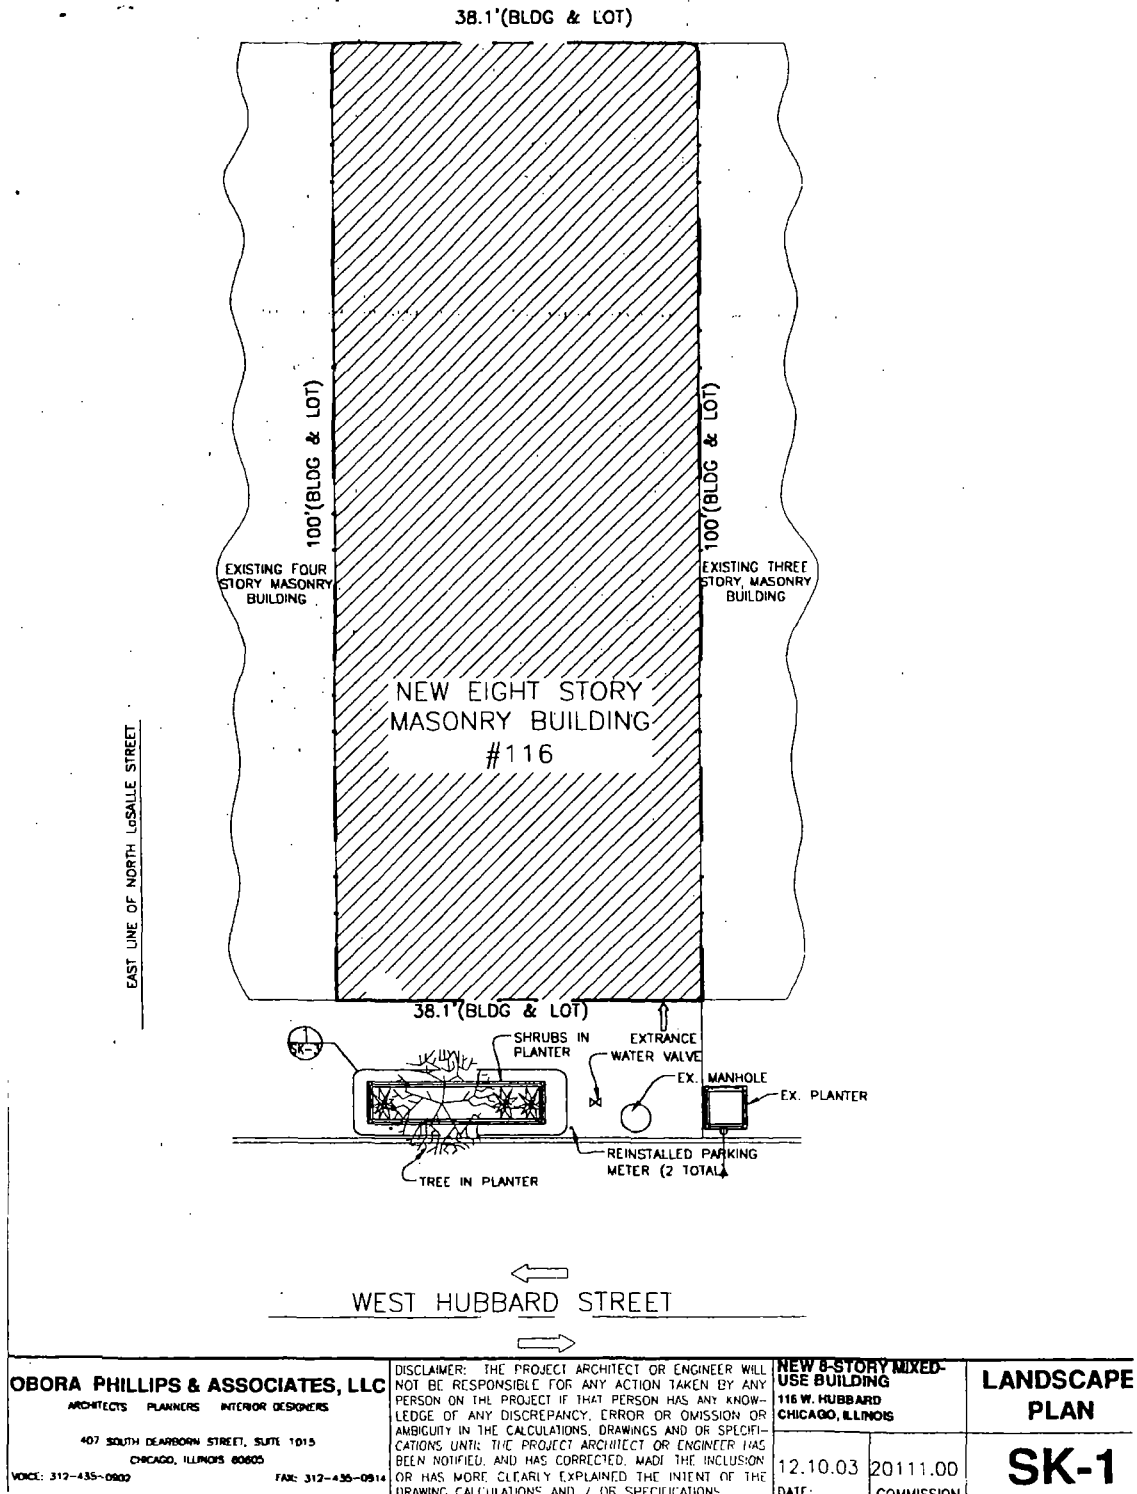 38.1'(BLDG & LOT)
100'(BLDG & LOT)
100'(BLDG & LOT)
EXISTING FOUR
STORY MASONRY
BUILDING
EXISTING THREE
STORY MASONRY
BUILDING
NEW EIGHT STORY
MASONRY BUILDING
#116
EAST LINE OF NORTH LaSALLE STREET
38.1'(BLDG & LOT)
1
SHRUBS IN
PLANTER
EXTRANCE
WATER VALVE
EX. MANHOLE
EX. PLANTER
REINSTALLED PARKING
METER (2 TOTAL
TREE IN PLANTER
WEST HUBBARD STREET
OBORA PHILLIPS & ASSOCIATES, LLC
ARCHITECTS PLANNERS INTERIOR DESIGNERS
407 SOUTH DEARBORN STREET, SUITE 1015
CHICAGO, ILLINOIS 60605
VOICE: 312-435-0902 FAX: 312-435-0914
DISCLAIMER: THE PROJECT ARCHITECT OR ENGINEER WILL
NOT BE RESPONSIBLE FOR ANY ACTION TAKEN BY ANY
PERSON ON THE PROJECT IF THAT PERSON HAS ANY KNOW-
LEDGE OF ANY DISCREPANCY, ERROR OR OMISSION OR
AMBIGUITY IN THE CALCULATIONS, DRAWINGS AND OR SPECIFI-
CATIONS UNTIL THE PROJECT ARCHITECT OR ENGINEER HAS
BEEN NOTIFIED, AND HAS CORRECTED, MADE THE INCLUSION
OR HAS MORE CLEARLY EXPLAINED THE INTENT OF THE
DRAWING CALCULATIONS AND / OR SPECIFICATIONS
NEW 8-STORY MIXED-
USE BUILDING
116 W. HUBBARD
CHICAGO, ILLINOIS
12.10.03
DATE:
20111.00
COMMISSION
LANDSCAPE
PLAN
SK-1